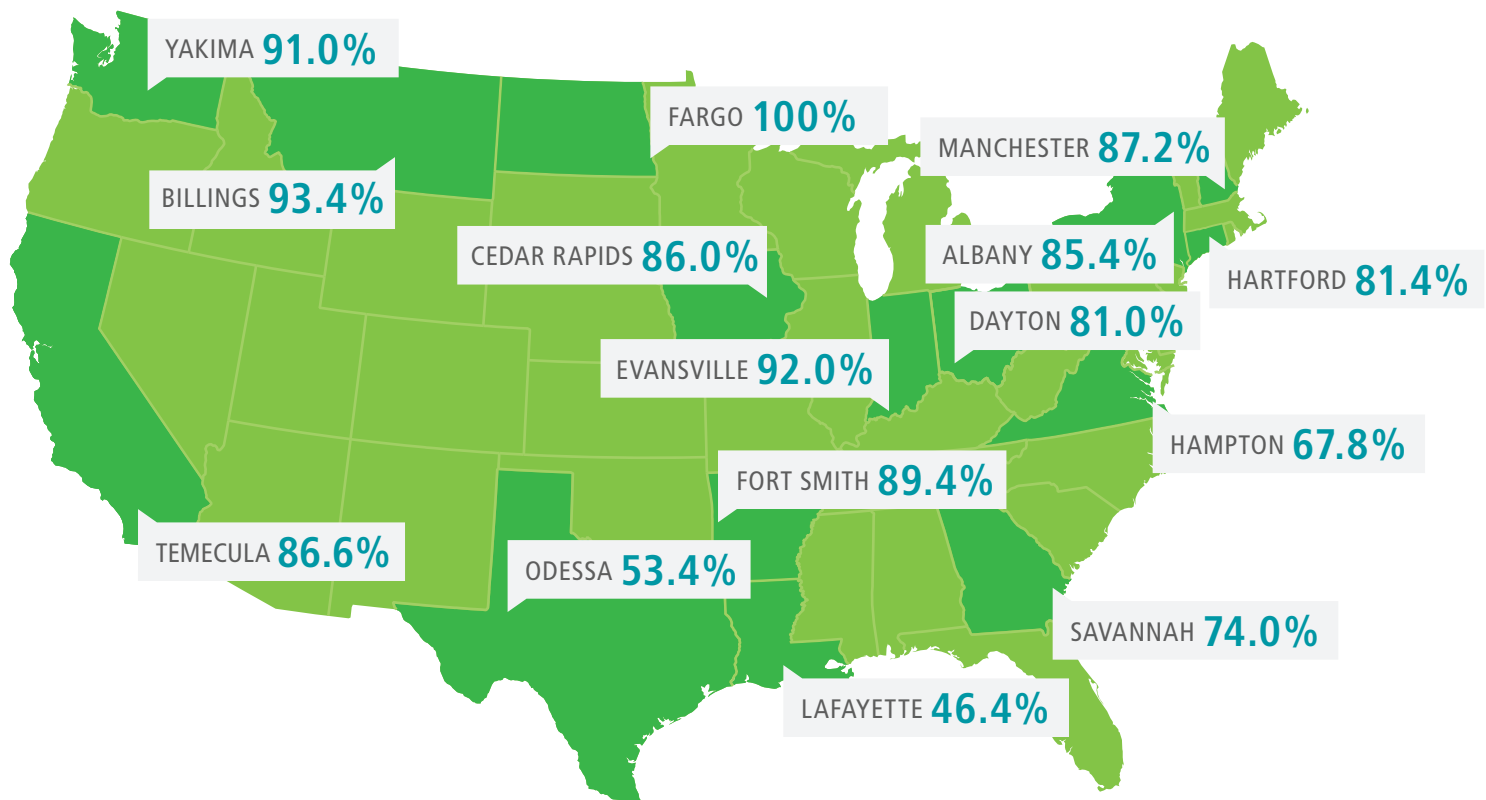 YAKIMA 91.0%
FARGO 100%
MANCHESTER 87.2%
BILLINGS 93.4%
CEDAR RAPIDS 86.0%
ALBANY 85.4%
HARTFORD 81.4%
DAYTON 81.0%
EVANSVILLE 92.0%
HAMPTON 67.8%
FORT SMITH 89.4%
TEMECULA 86.6%
ODESSA 53.4%
SAVANNAH 74.0%
LAFAYETTE 46.4%